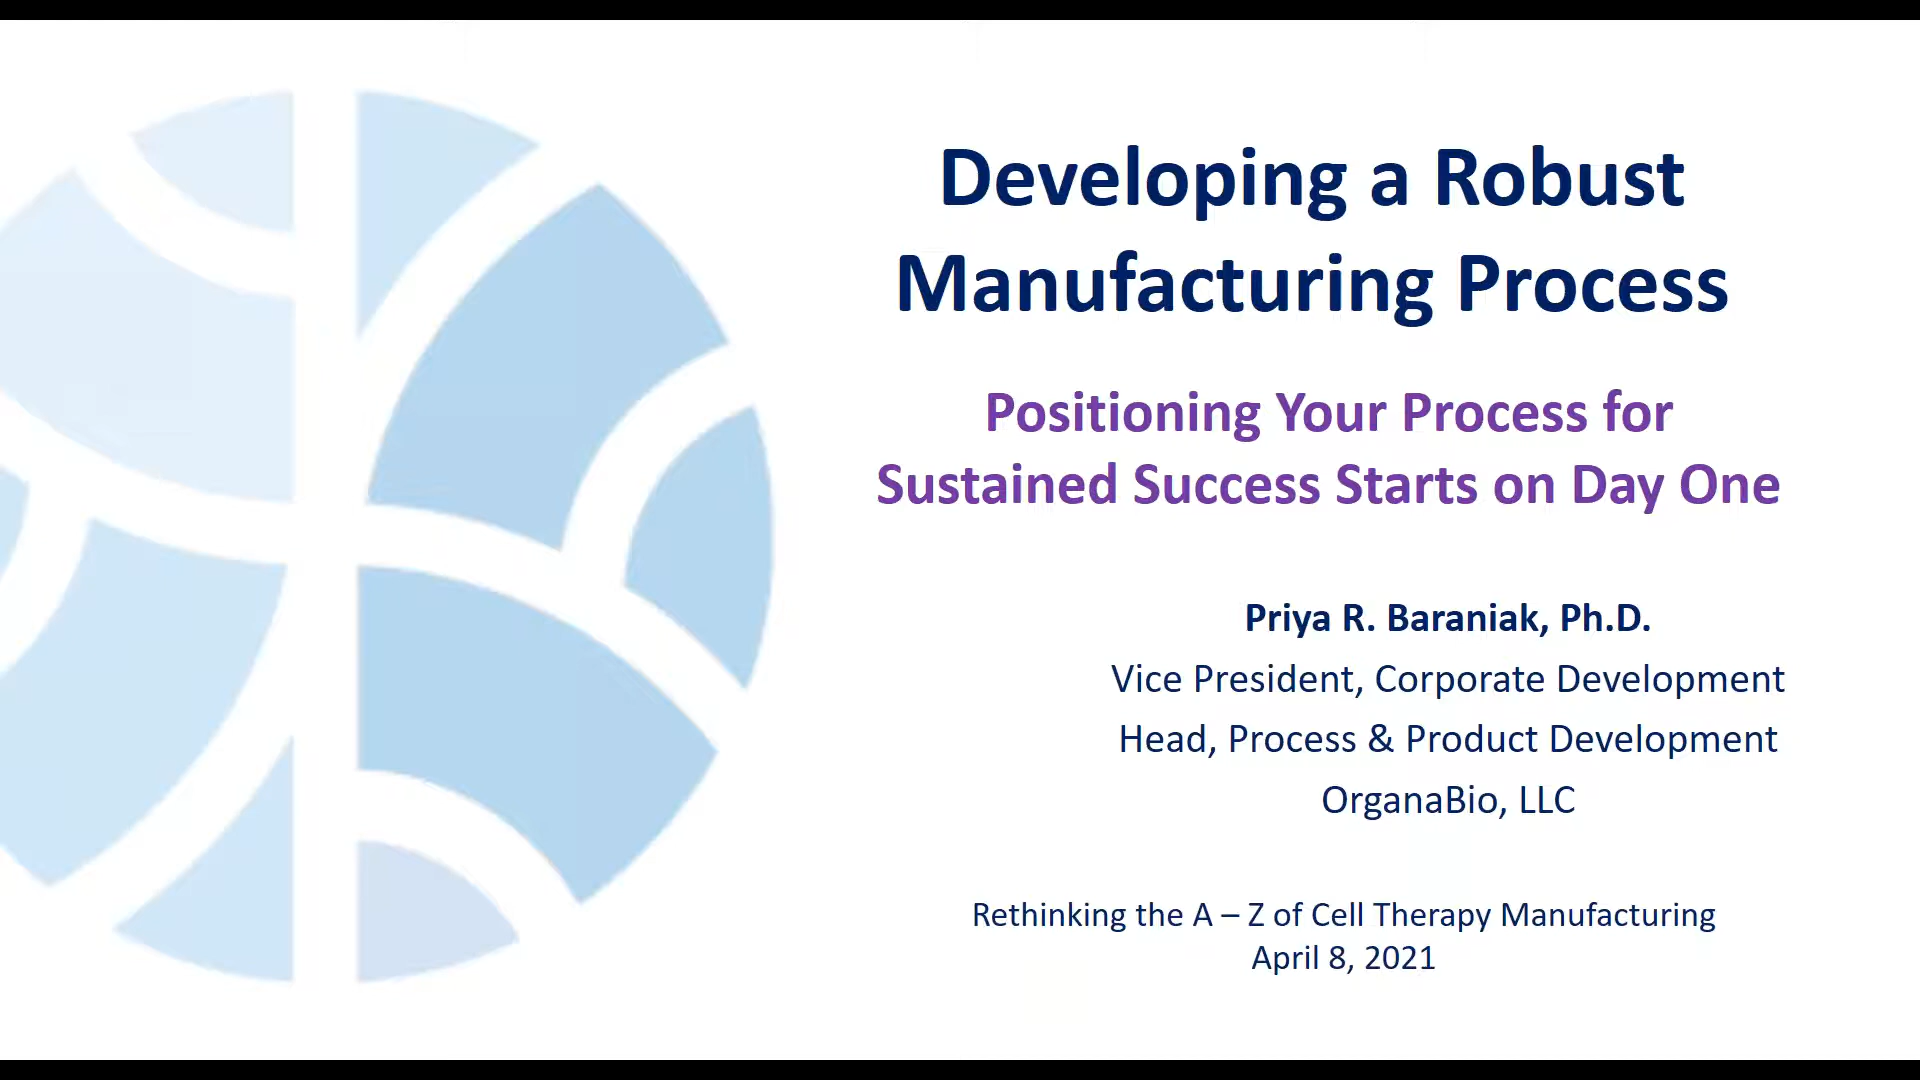 Developing a Robust
Manufacturing Process
Positioning Your Process for
Sustained Success Starts on Day One
Priya R. Baraniak, Ph.D.
Vice President, Corporate Development
Head, Process & Product Development
OrganaBio, LLC
Rethinking the A – Z of Cell Therapy Manufacturing
April 8, 2021